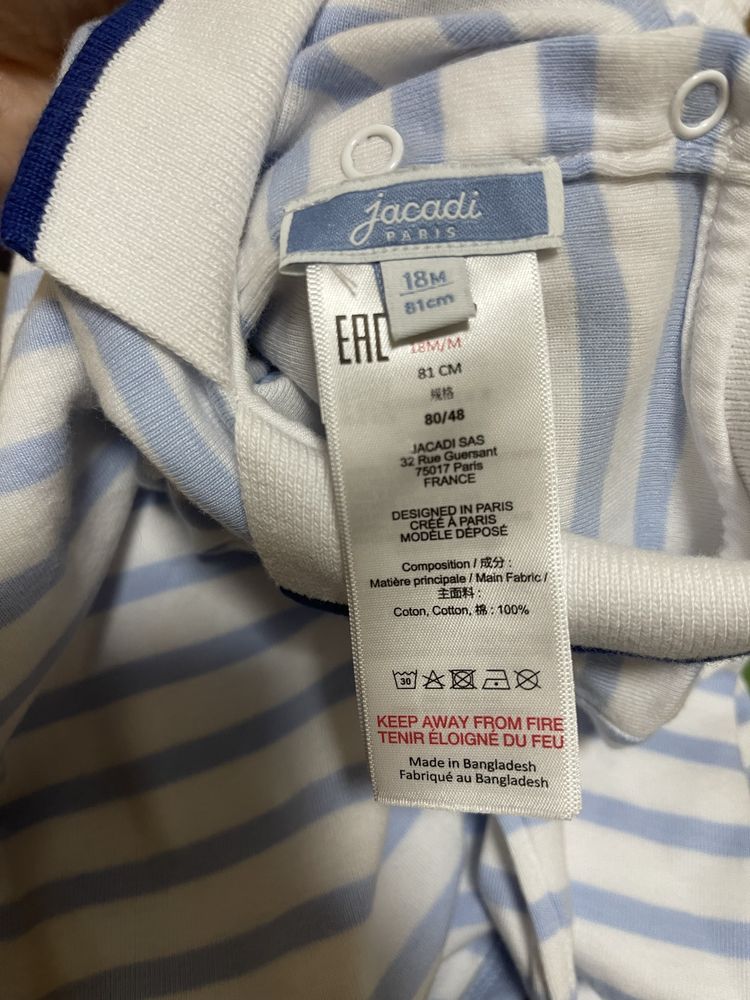 jacadi
PARIS
18M
81cm
EAC
18M/M
81 CM
规格
80/48
JACADI SAS
32 Rue Guersant
75017 Paris
FRANCE
DESIGNED IN PARIS
CRÉÉ À PARIS
MODÈLE DÉPOSÉ
Composition / 成分 :
Matière principale / Main Fabric /
主面料 :
Coton, Cotton, 棉 : 100%
30
KEEP AWAY FROM FIRE
TENIR ÉLOIGNÉ DU FEU
Made in Bangladesh
Fabriqué au Bangladesh